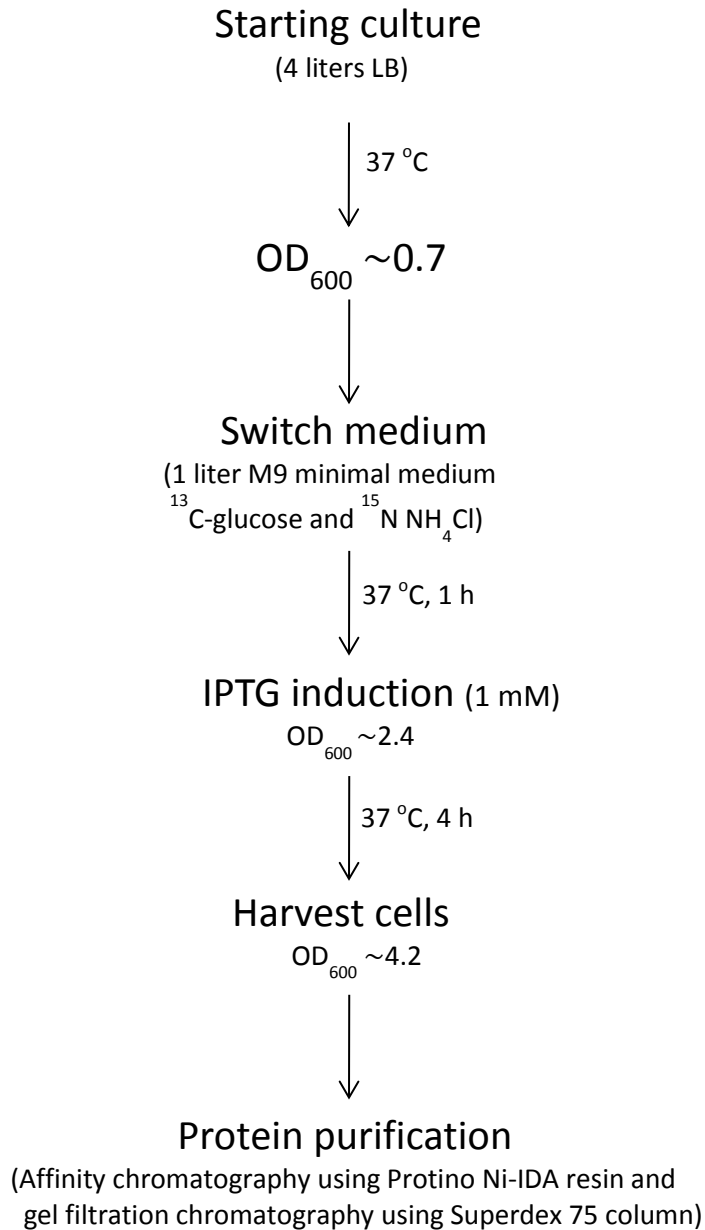 Starting culture
(4 liters LB)
37 °C
OD600 ~0.7
Switch medium
(1 liter M9 minimal medium
13C-glucose and 15N NH4Cl)
37 °C, 1 h
IPTG induction (1 mM)
OD600 ~2.4
37 °C, 4 h
Harvest cells
OD600 ~4.2
Protein purification
(Affinity chromatography using Protino Ni-IDA resin and
gel filtration chromatography using Superdex 75 column)